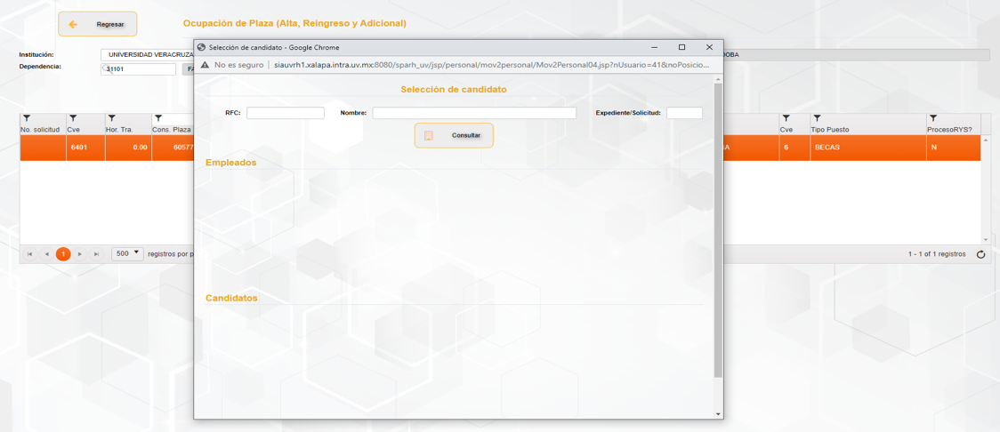 Regresar
Ocupación de Plaza (Alta, Reingreso y Adicional)
Selección de candidato - Google Chrome
Institución:
UNIVERSIDAD VERACRUZA
DOBA
Dependencia:
31101
FA
No es seguro
siauvrh1.xalapa.intra.uv.mx:8080/sparh_uv/jsp/personal/mov2personal/Mov2Personal04.jsp?nUsuario=41&noPosicio...
Selección de candidato
RFC:
Nombre:
Expediente/Solicitud:
Consultar
No. solicitud
Cve
Hor. Tra.
Cons. Plaza
Cve
Tipo Puesto
ProcesoRYS?
6401
0.00
60577
IA
6
BECAS
N
Empleados
1
500
registros por p
1 - 1 of 1 registros
Candidatos